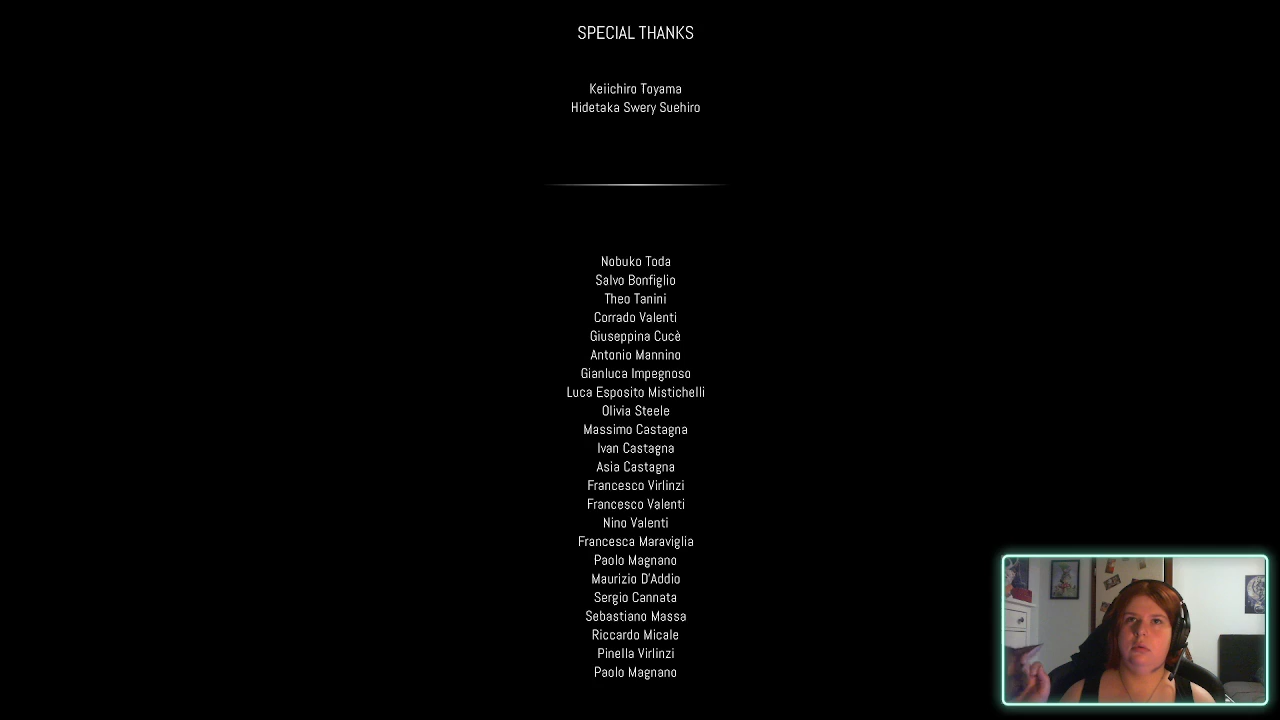 SPECIAL THANKS
Keiichiro Toyama
Hidetaka Swery Suehiro
Nobuko Toda
Salvo Bonfiglio
Theo Tanini
Corrado Valenti
Giuseppina Cucè
Antonio Mannino
Gianluca Impegnoso
Luca Esposito Mistichelli
Olivia Steele
Massimo Castagna
Ivan Castagna
Asia Castagna
Francesco Virlinzi
Francesco Valenti
Nino Valenti
Francesca Maraviglia
Paolo Magnano
Maurizio D'Addio
Sergio Cannata
Sebastiano Massa
Riccardo Micale
Pinella Virlinzi
Paolo Magnano